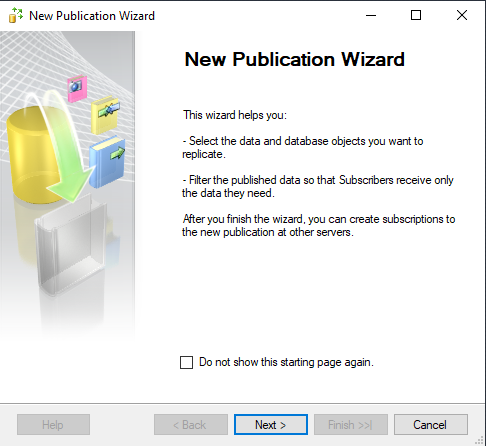 New Publication Wizard
New Publication Wizard
This wizard helps you:
- Select the data and database objects you want to
replicate.
- Filter the published data so that Subscribers receive only
the data they need.
After you finish the wizard, you can create subscriptions to
the new publication at other servers.
Do not show this starting page again.
Help
< Back
Next >
Finish >>|
Cancel